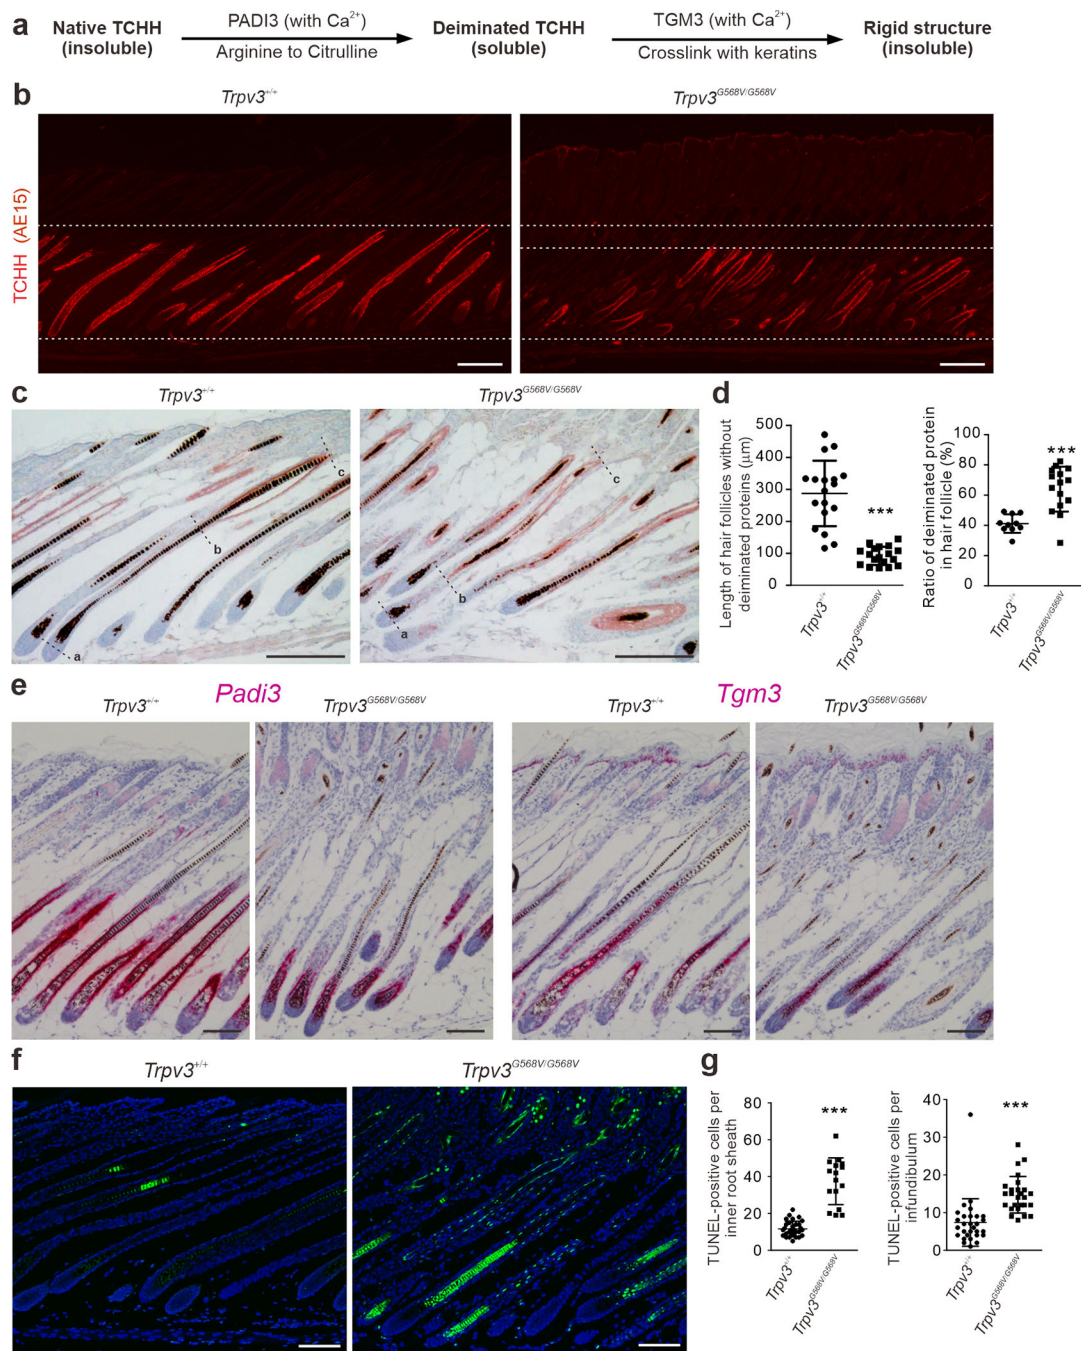 a
Native TCHH
(insoluble)
PADI3 (with Ca²⁺)
Arginine to Citrulline
Deiminated TCHH
(soluble)
TGM3 (with Ca²⁺)
Crosslink with keratins
Rigid structure
(insoluble)
b
Trpv3+/+
Trpv3G568V/G568V
TCHH (AE15)
c
Trpv3+/+
Trpv3G568V/G568V
a
b
c
a
b
c
d
Length of hair follicles without
deiminated proteins (μm)
500
400
300
200
100
0
***
Trpv3+/+
Trpv3G568V/G568V
Ratio of deiminated protein
in hair follicle (%)
100
80
60
40
20
0
***
Trpv3+/+
Trpv3G568V/G568V
e
Padi3
Trpv3+/+
Trpv3G568V/G568V
Tgm3
Trpv3+/+
Trpv3G568V/G568V
f
Trpv3+/+
Trpv3G568V/G568V
g
TUNEL-positive cells per
inner root sheath
80
60
40
20
0
***
Trpv3+/+
Trpv3G568V/G568V
TUNEL-positive cells per
infundibulum
40
30
20
10
0
***
Trpv3+/+
Trpv3G568V/G568V